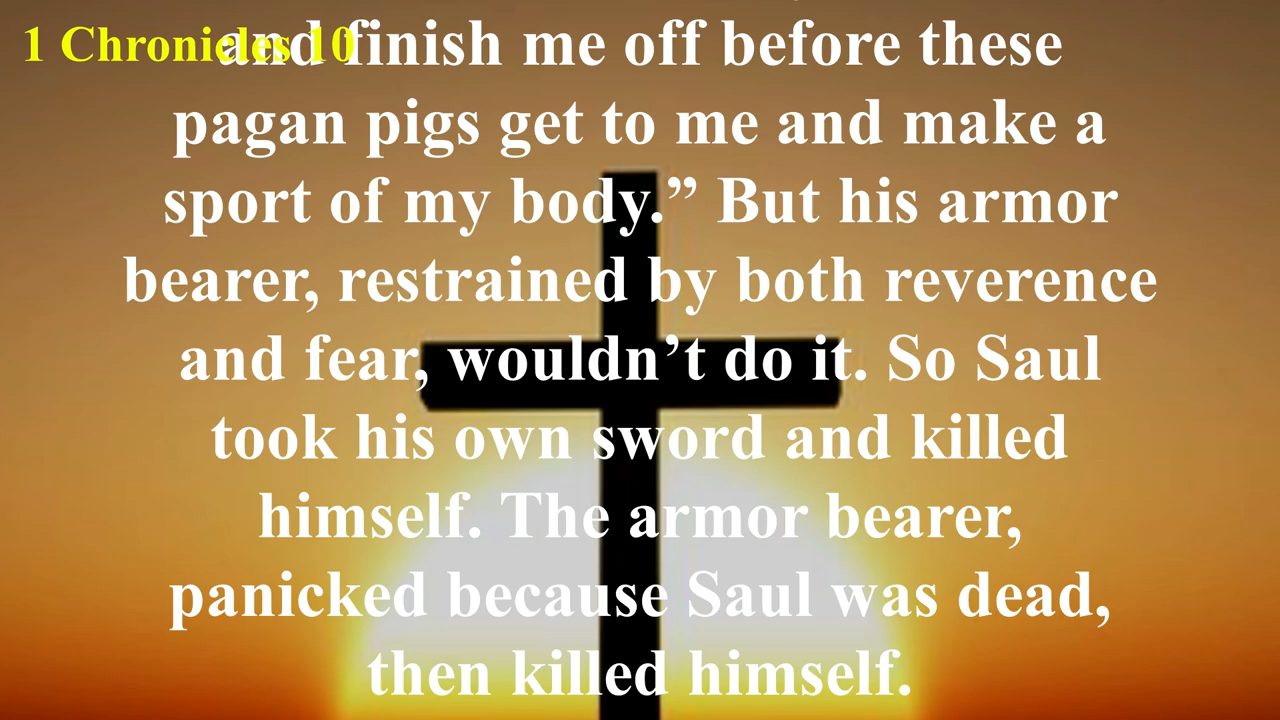 1 Chronicles 10
and finish me off before these
pagan pigs get to me and make a
sport of my body.” But his armor
bearer, restrained by both reverence
and fear, wouldn’t do it. So Saul
took his own sword and killed
himself. The armor bearer,
panicked because Saul was dead,
then killed himself.